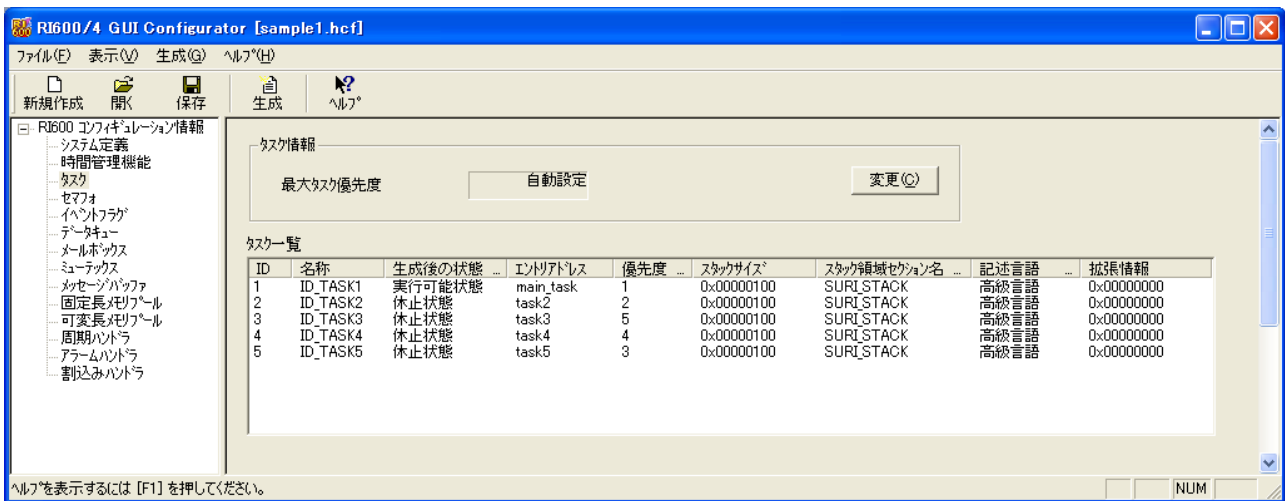 RI600/4 GUI Configurator [sample1.hcf]
ファイル(F) 表示(V) 生成(G) ヘルプ(H)
新規作成 開く 保存 生成 ヘルプ
RI600 コンフィギュレーション情報
システム定義
時間管理機能
タスク
セマフォ
イベントフラグ
データキュー
メールボックス
ミューテックス
メッセージバッファ
固定長メモリプール
可変長メモリプール
周期ハンドラ
アラームハンドラ
割込みハンドラ
タスク情報
最大タスク優先度 自動設定 変更(C)
タスク一覧
ID 名称 生成後の状態 ... エントリアドレス 優先度 ... スタックサイズ スタック領域セクション名 ... 記述言語 ... 拡張情報
1 ID_TASK1 実行可能状態 main_task 1 0x00000100 SURI_STACK 高級言語 0x00000000
2 ID_TASK2 休止状態 task2 2 0x00000100 SURI_STACK 高級言語 0x00000000
3 ID_TASK3 休止状態 task3 5 0x00000100 SURI_STACK 高級言語 0x00000000
4 ID_TASK4 休止状態 task4 4 0x00000100 SURI_STACK 高級言語 0x00000000
5 ID_TASK5 休止状態 task5 3 0x00000100 SURI_STACK 高級言語 0x00000000
ヘルプを表示するには [F1] を押してください。 NUM